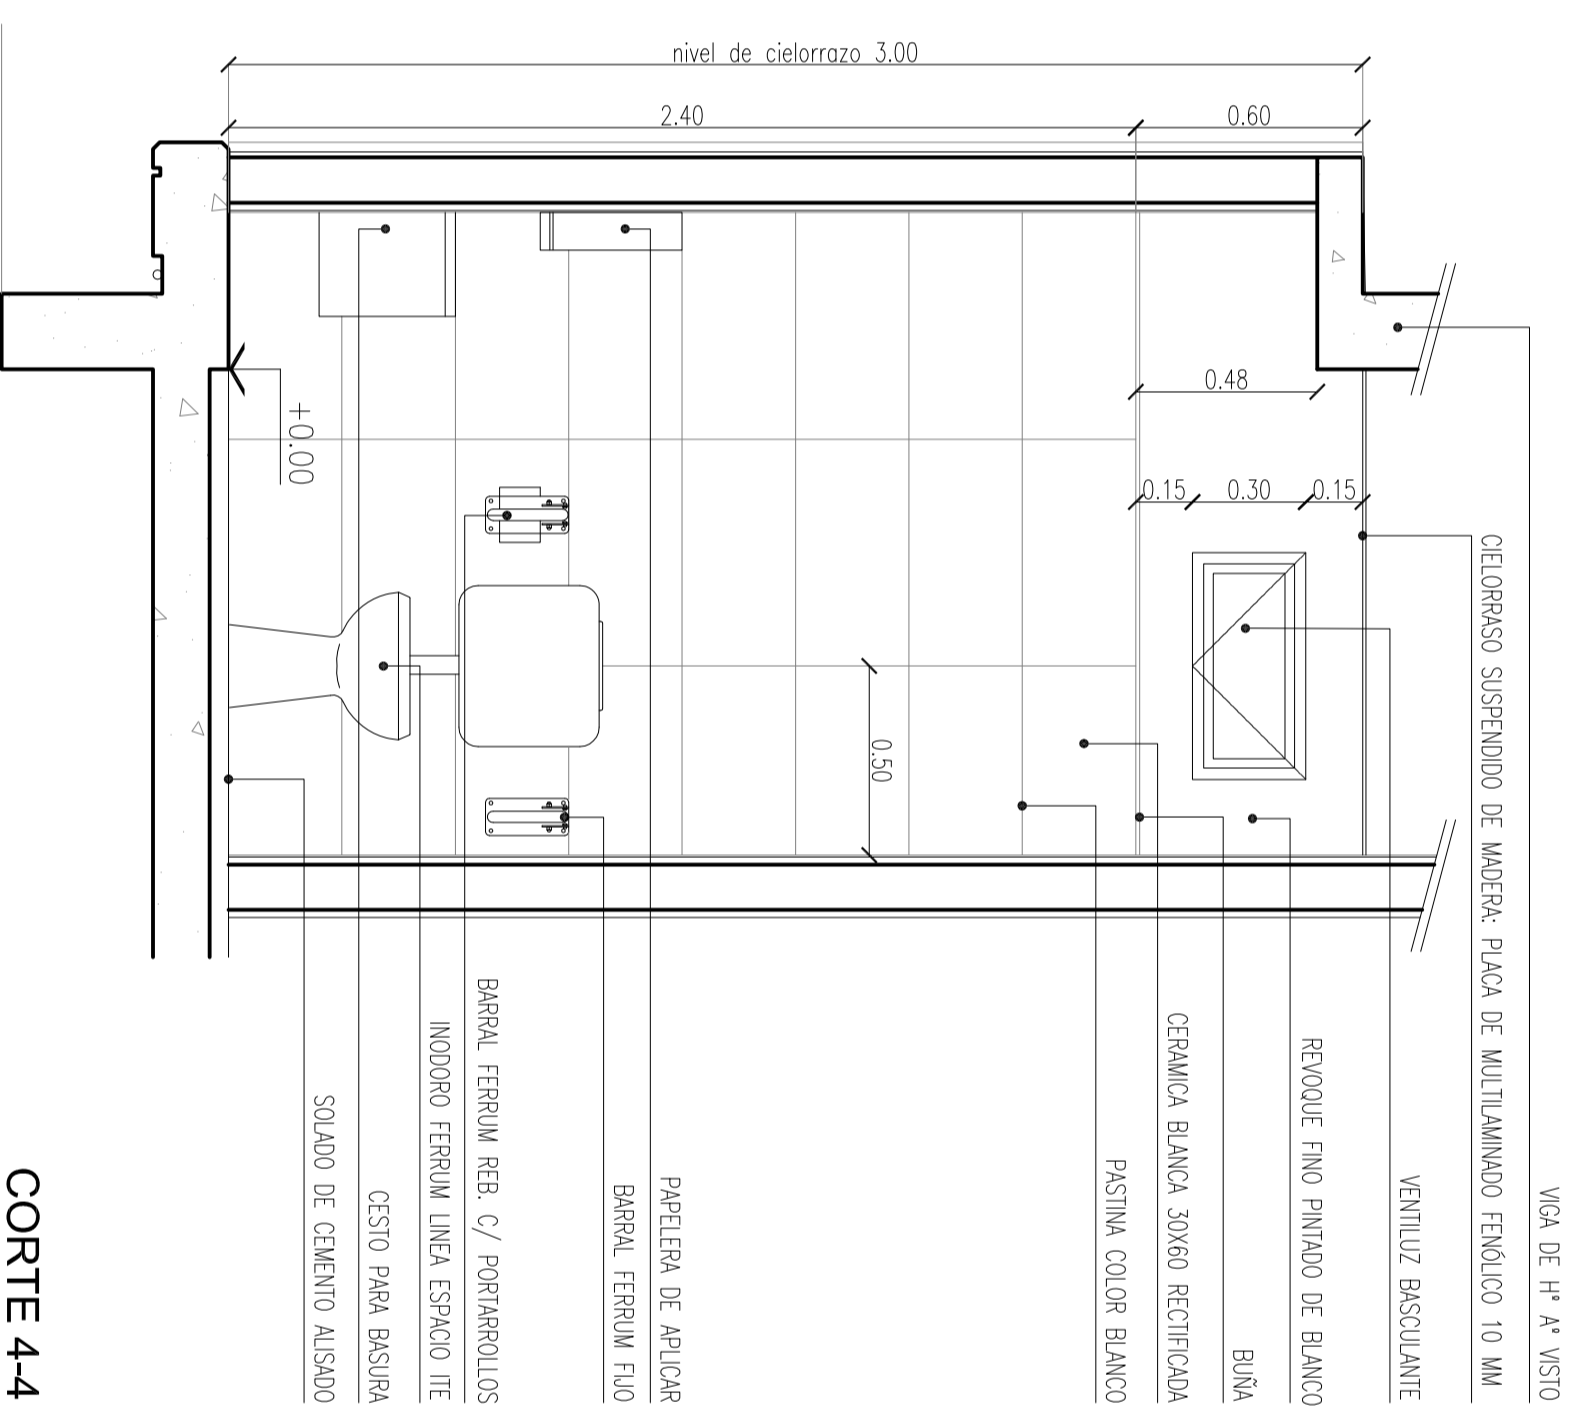 VIGA DE Hº Aº VISTO
CIELORRASO SUSPENDIDO DE MADERA: PLACA DE MULTILAMINADO FENÓLICO 10 MM
VENTILUZ BASCULANTE
REVOQUE FINO PINTADO DE BLANCO
BUÑA
CERAMICA BLANCA 30X60 RECTIFICADA
PASTINA COLOR BLANCO
PAPELERA DE APLICAR
BARRAL FERRUM FIJO
BARRAL FERRUM REB. C/ PORTARROLLOS
INODORO FERRUM LINEA ESPACIO ITE
CESTO PARA BASURA
SOLADO DE CEMENTO ALISADO
nivel de cielorrazo 3.00
2.40
0.60
0.48
0.15
0.30
0.15
0.50
+0.00
CORTE 4-4